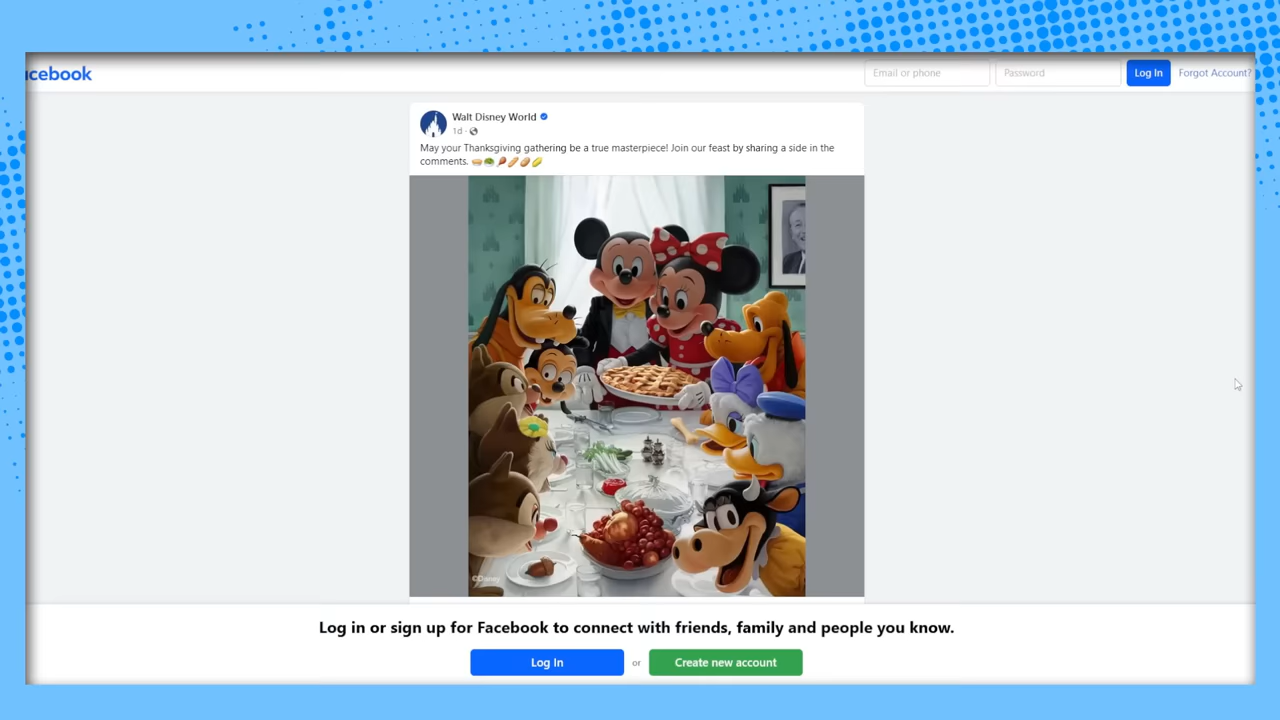 acebook
Email or phone
Password
Log In
Forgot Account?
Walt Disney World
1d ·
May your Thanksgiving gathering be a true masterpiece! Join our feast by sharing a side in the
comments. 🥧🥗🍗🥖🥔🌽
©Disney
Log in or sign up for Facebook to connect with friends, family and people you know.
Log In
or
Create new account